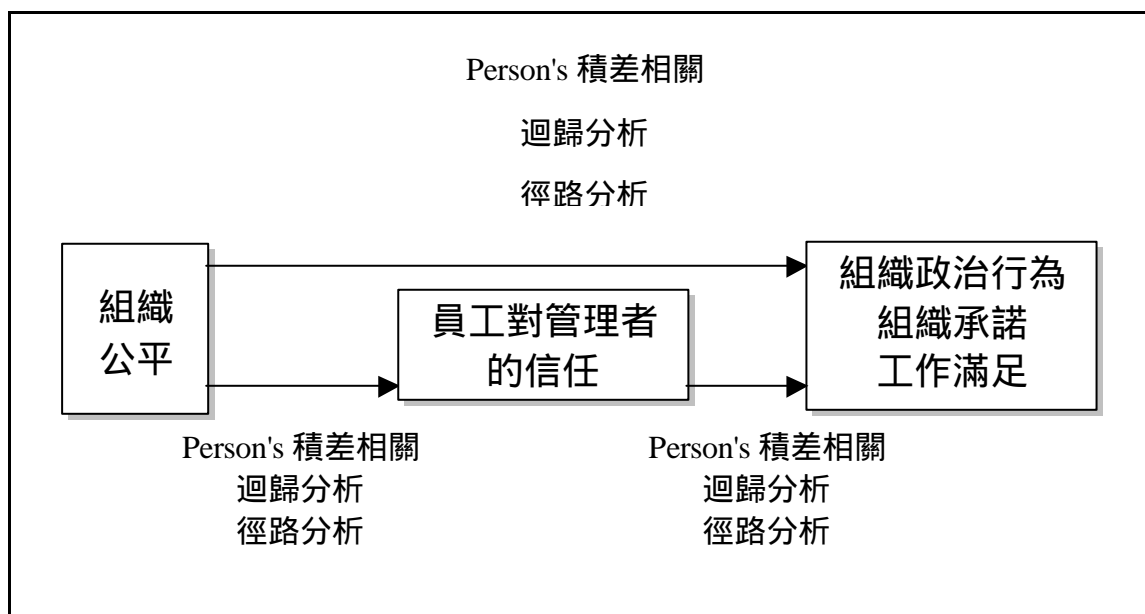 Person's 積差相關
迴歸分析
徑路分析
組織
公平
員工對管理者
的信任
組織政治行為
組織承諾
工作滿足
Person's 積差相關
迴歸分析
徑路分析
Person's 積差相關
迴歸分析
徑路分析